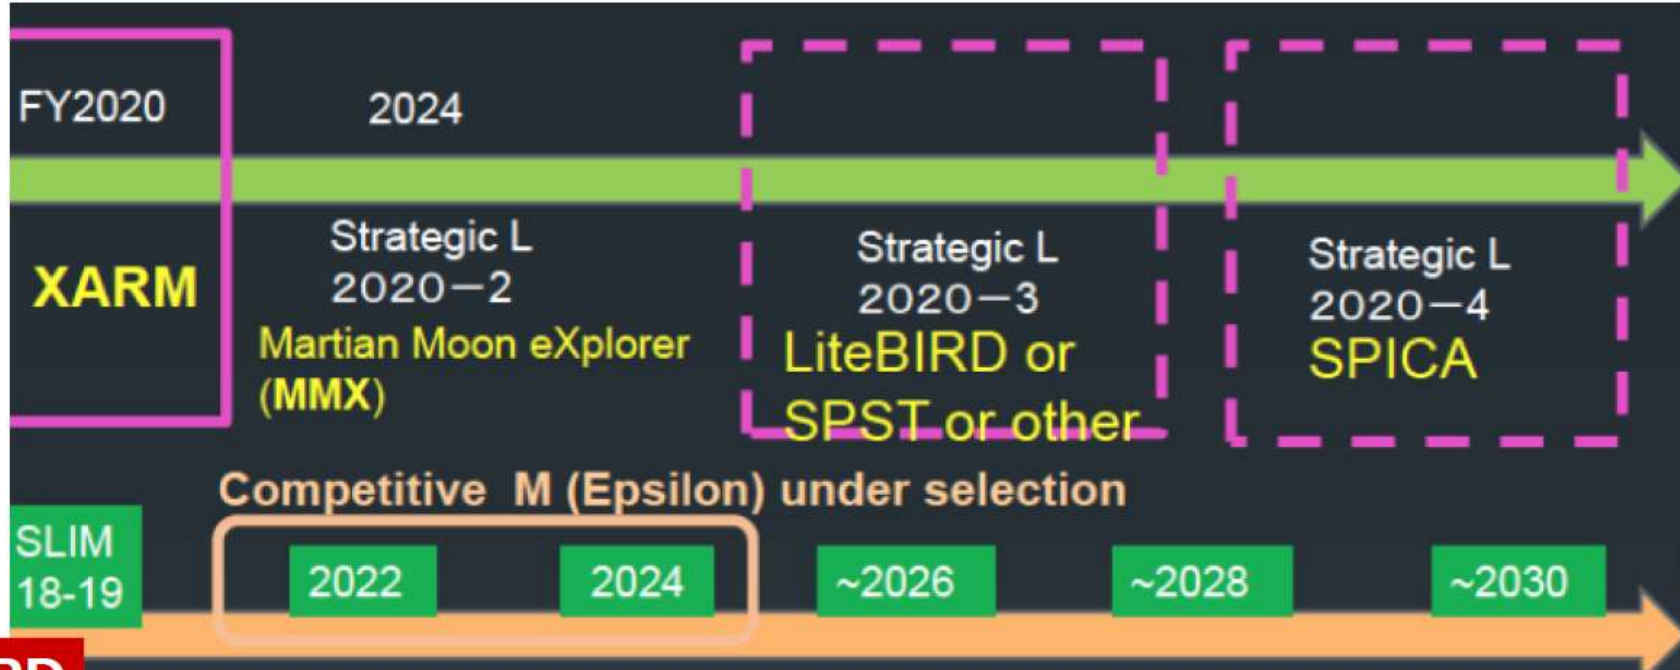 FY2020
2024
XARM
Strategic L
2020－2
Martian Moon eXplorer
(MMX)
Strategic L
2020－3
LiteBIRD or
SPST or other
Strategic L
2020－4
SPICA
Competitive M (Epsilon) under selection
SLIM
18-19
2022
2024
~2026
~2028
~2030